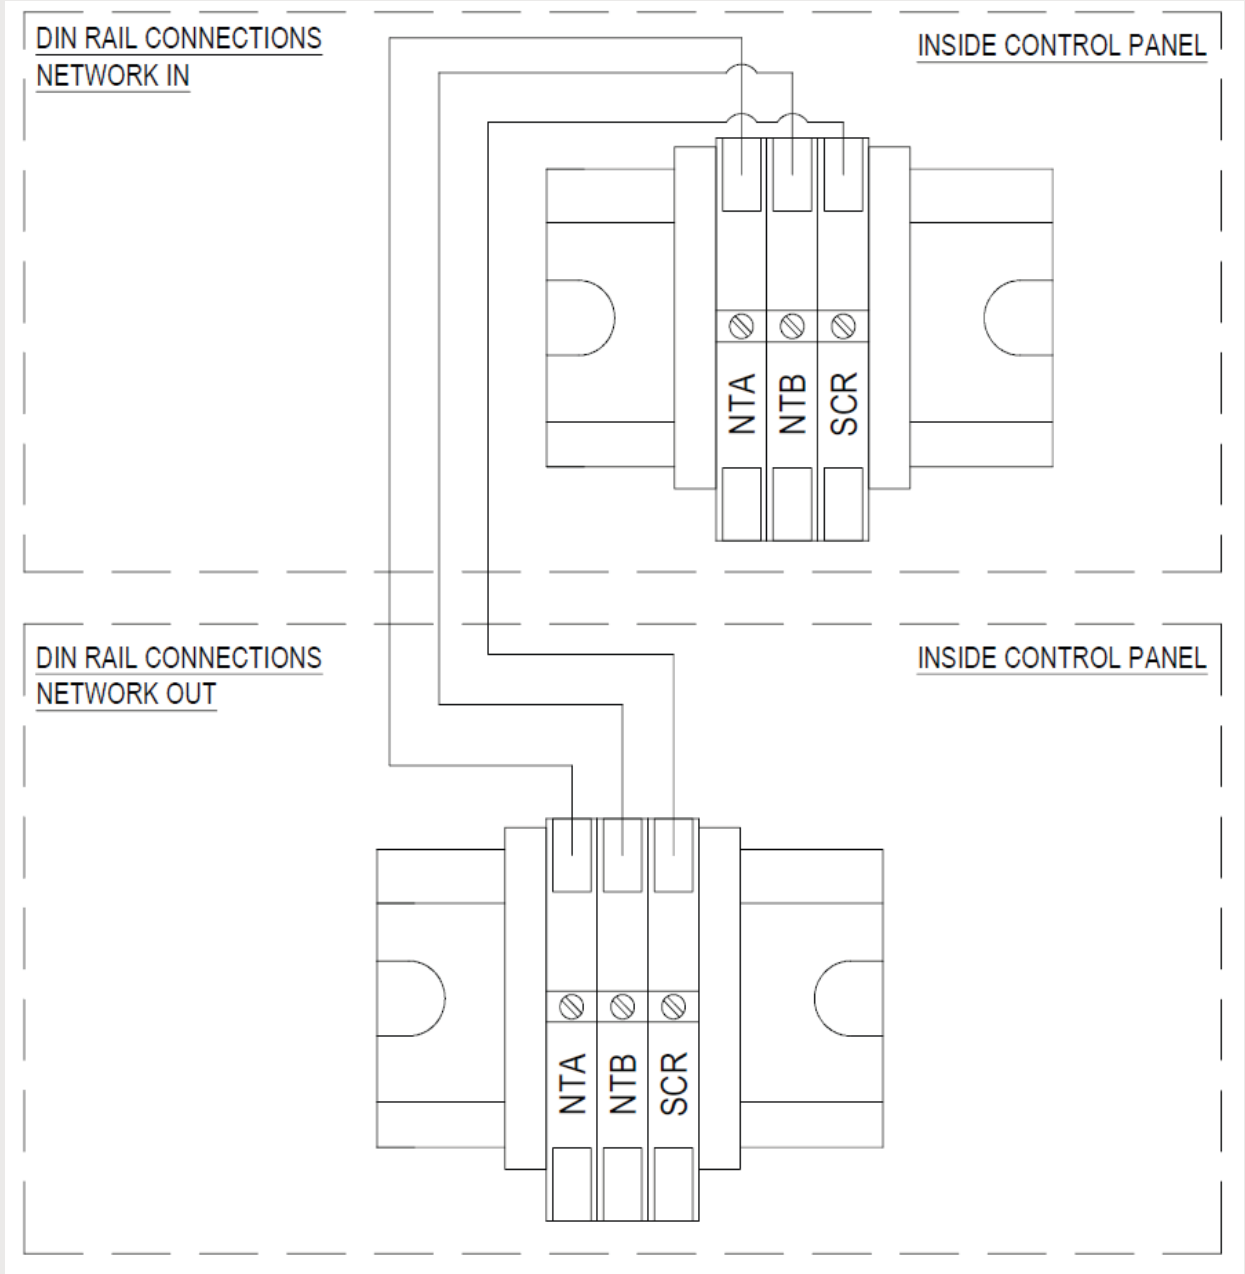 DIN RAIL CONNECTIONS
NETWORK IN
INSIDE CONTROL PANEL
NTA
NTB
SCR
DIN RAIL CONNECTIONS
NETWORK OUT
INSIDE CONTROL PANEL
NTA
NTB
SCR